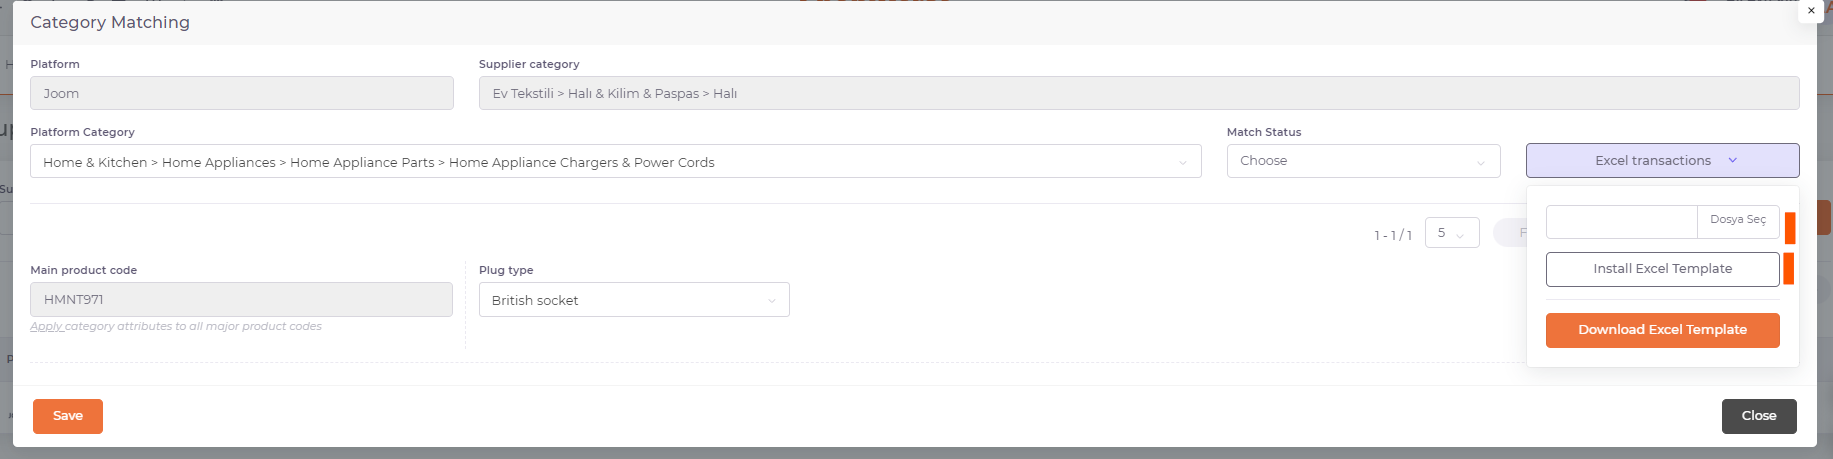 Category Matching
×
Platform
Supplier category
Joom
Ev Tekstili > Halı & Kilim & Paspas > Halı
Platform Category
Match Status
Home & Kitchen > Home Appliances > Home Appliance Parts > Home Appliance Chargers & Power Cords
Choose
Excel transactions
Dosya Seç
1 - 1 / 1
5
F
Install Excel Template
Main product code
Plug type
HMNT971
British socket
Apply category attributes to all major product codes
Download Excel Template
Save
Close